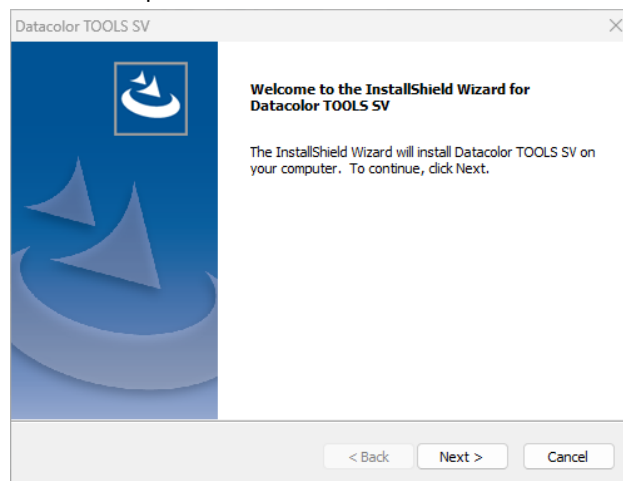 Datacolor TOOLS SV
Welcome to the InstallShield Wizard for
Datacolor TOOLS SV
The InstallShield Wizard will install Datacolor TOOLS SV on
your computer. To continue, click Next.
< Back Next > Cancel